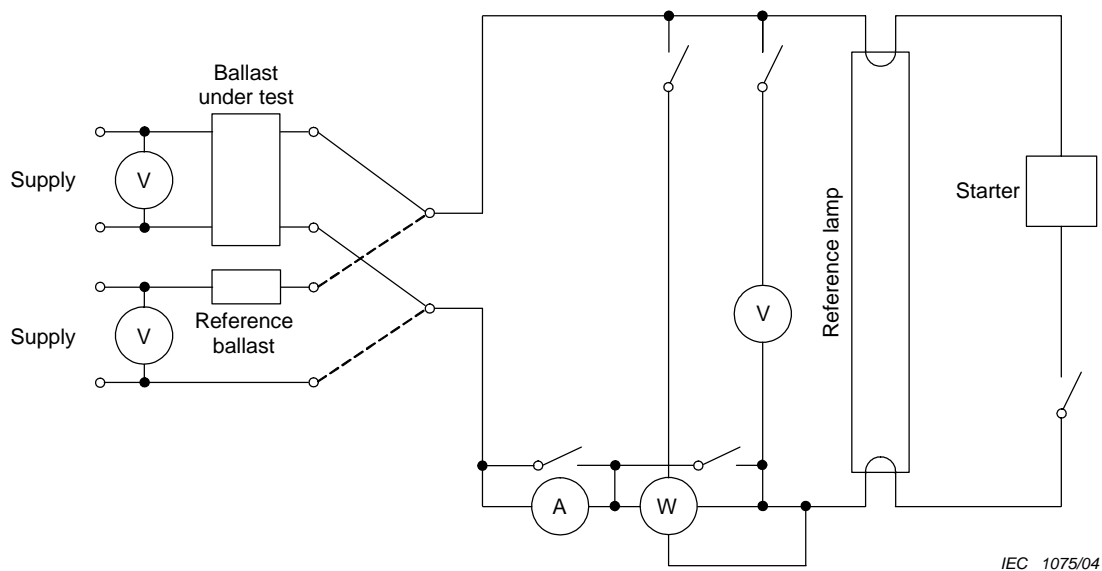 Ballast
under test
Supply
V
Supply
V
Reference
ballast
V
Reference lamp
Starter
A
W
IEC 1075/04